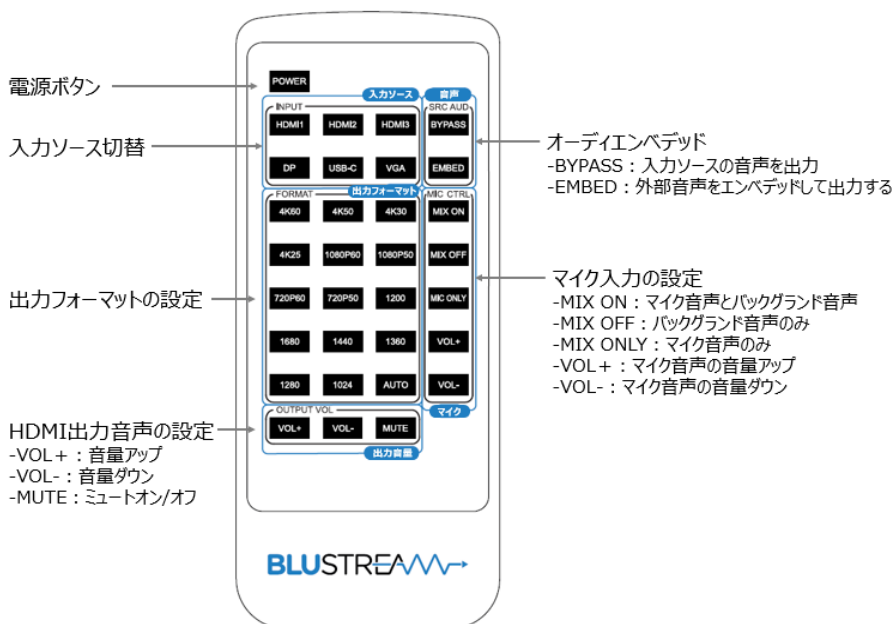 電源ボタン
POWER
入力ソース
音声
入力ソース切替
INPUT
HDMI1 HDMI2 HDMI3
DP USB-C VGA
SRC AUD
BYPASS
EMBED
オーディエンベデッド
-BYPASS：入力ソースの音声を出力
-EMBED：外部音声をエンベデッドして出力する
出力フォーマットの設定
FORMAT
出力フォーマット
4K60 4K50 4K30
4K25 1080P60 1080P50
720P60 720P50 1200
1680 1440 1360
1280 1024 AUTO
MIC CTRL
MIX ON
MIX OFF
MIC ONLY
VOL+
VOL-
マイク
マイク入力の設定
-MIX ON：マイク音声とバックグランド音声
-MIX OFF：バックグランド音声のみ
-MIX ONLY：マイク音声のみ
-VOL+：マイク音声の音量アップ
-VOL-：マイク音声の音量ダウン
HDMI出力音声の設定
-VOL+：音量アップ
-VOL-：音量ダウン
-MUTE：ミュートオン/オフ
OUTPUT VOL
VOL+ VOL- MUTE
出力音量
BLUSTREAM